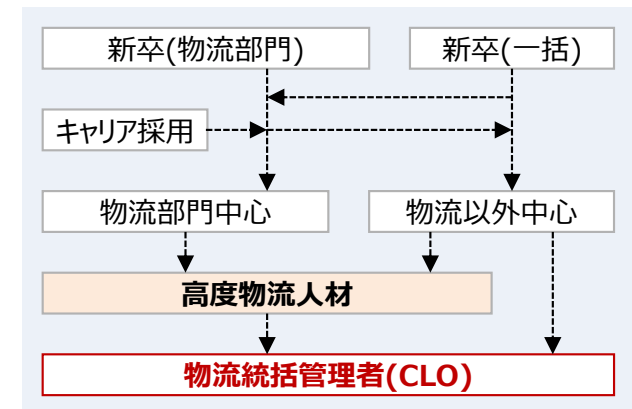 新卒(物流部門)
新卒(一括)
キャリア採用
物流部門中心
物流以外中心
高度物流人材
物流統括管理者(CLO)